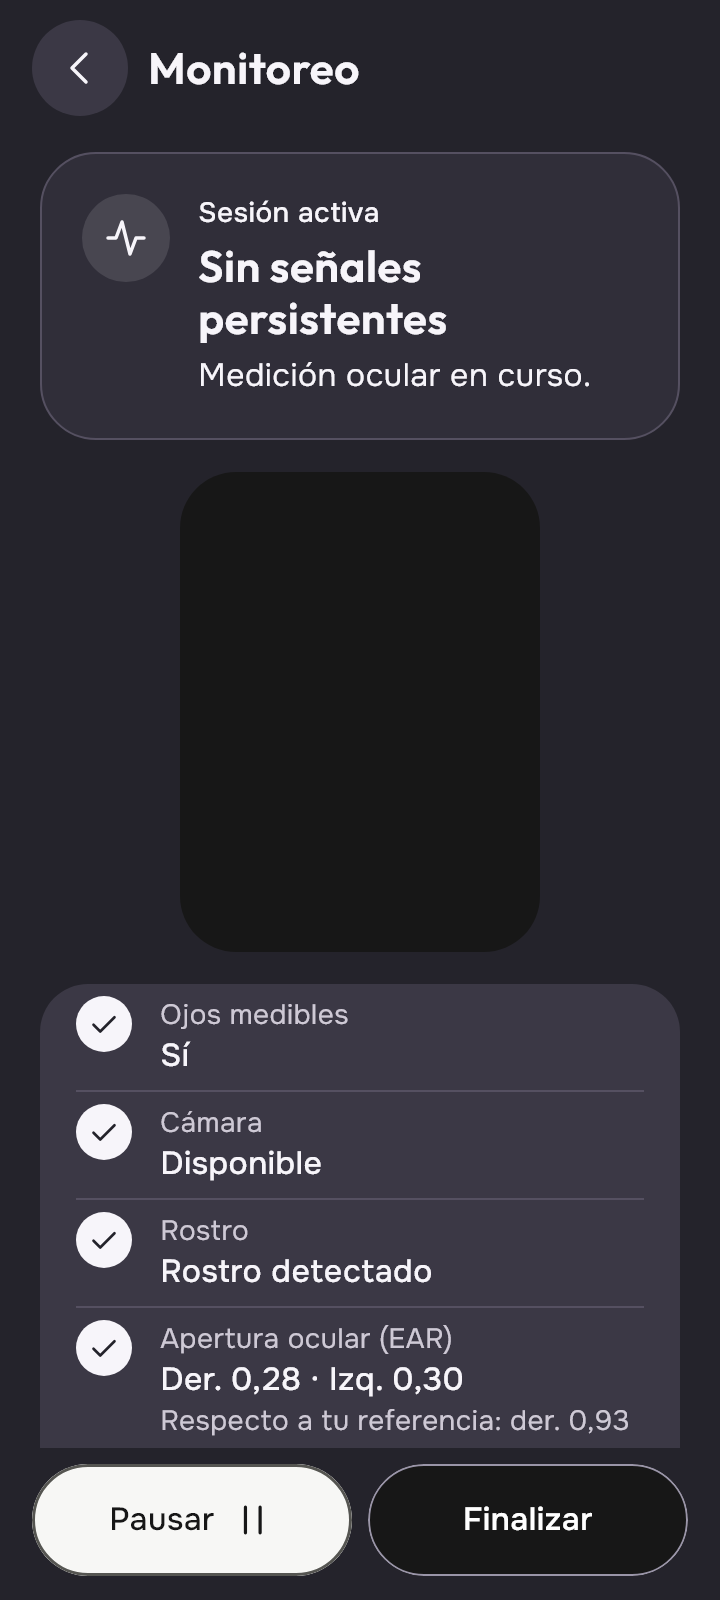 Monitoreo
Sesión activa
Sin señales
persistentes
Medición ocular en curso.
Ojos medibles
Sí
Cámara
Disponible
Rostro
Rostro detectado
Apertura ocular (EAR)
Der. 0,28 · Izq. 0,30
Respecto a tu referencia: der. 0,93
Pausar
Finalizar